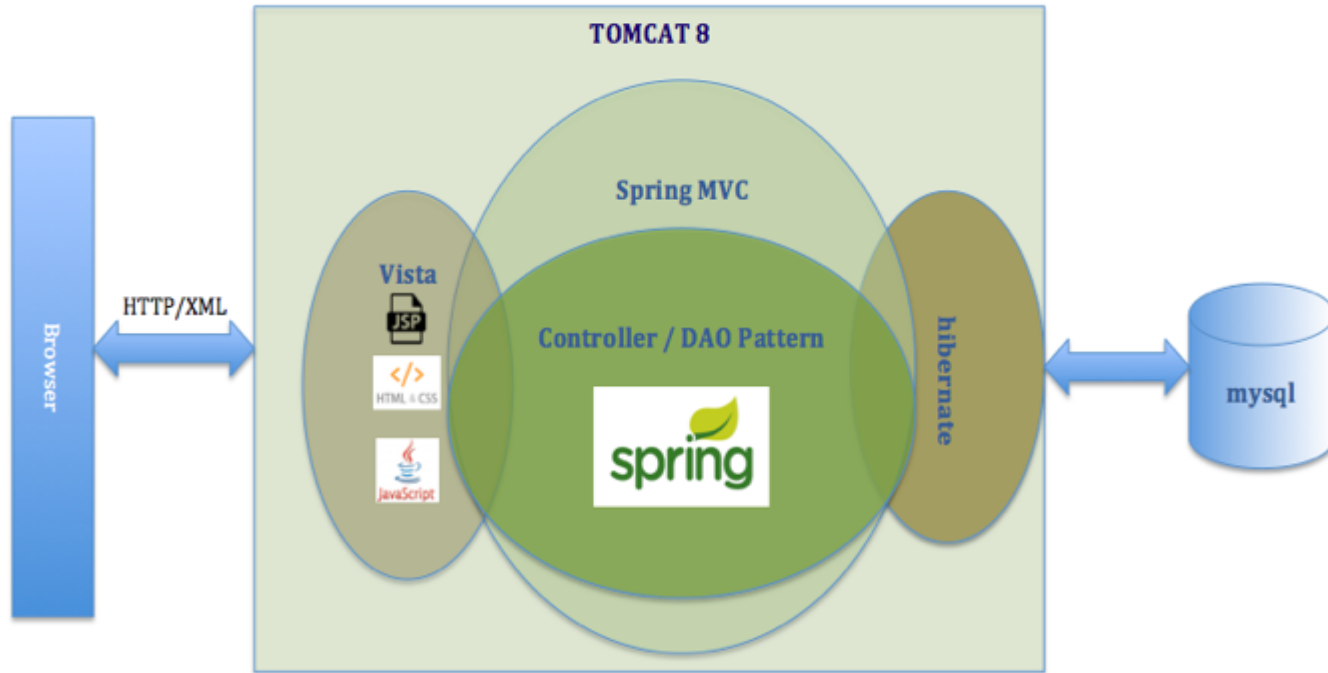 TOMCAT 8
Browser
HTTP/XML
Vista
JSP
</>
HTML & CSS
JavaScript
Spring MVC
Controller / DAO Pattern
spring
hibernate
mysql